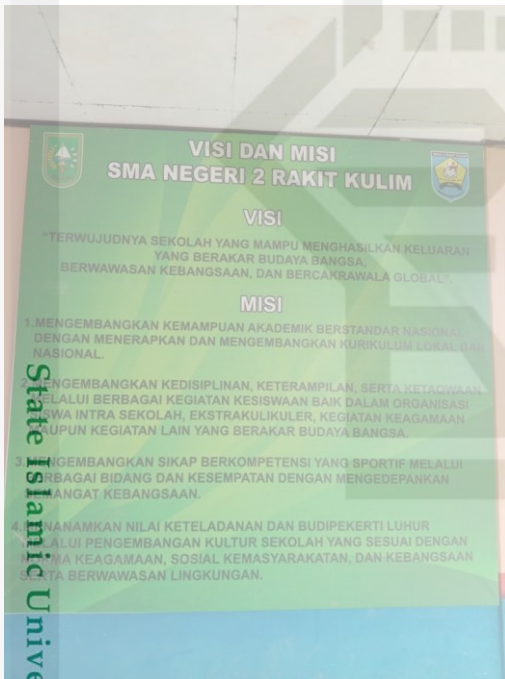 VISI DAN MISI
SMA NEGERI 2 RAKIT KULIM
VISI
"TERWUJUDNYA SEKOLAH YANG MAMPU MENGHASILKAN KELUARAN
YANG BERAKAR BUDAYA BANGSA,
BERWAWASAN KEBANGSAAN, DAN BERCAKRAWALA GLOBAL".
MISI
1.MENGEMBANGKAN KEMAMPUAN AKADEMIK BERSTANDAR NASIONAL,
DENGAN MENERAPKAN DAN MENGEMBANGKAN KURIKULUM LOKAL DAN
NASIONAL.
2.MENGEMBANGKAN KEDISIPLINAN, KETERAMPILAN, SERTA KETAQWAAN
MELALUI BERBAGAI KEGIATAN KESISWAAN BAIK DALAM ORGANISASI
SISWA INTRA SEKOLAH, EKSTRAKULIKULER, KEGIATAN KEAGAMAAN
MAUPUN KEGIATAN LAIN YANG BERAKAR BUDAYA BANGSA.
3.MENGEMBANGKAN SIKAP BERKOMPETENSI YANG SPORTIF MELALUI
BERBAGAI BIDANG DAN KESEMPATAN DENGAN MENGEDEPANKAN
SEMANGAT KEBANGSAAN.
4.MENANAMKAN NILAI KETELADANAN DAN BUDIPEKERTI LUHUR
MELALUI PENGEMBANGAN KULTUR SEKOLAH YANG SESUAI DENGAN
NORMA KEAGAMAAN, SOSIAL KEMASYARAKATAN, DAN KEBANGSAAN
SERTA BERWAWASAN LINGKUNGAN.
State Islamic Unive